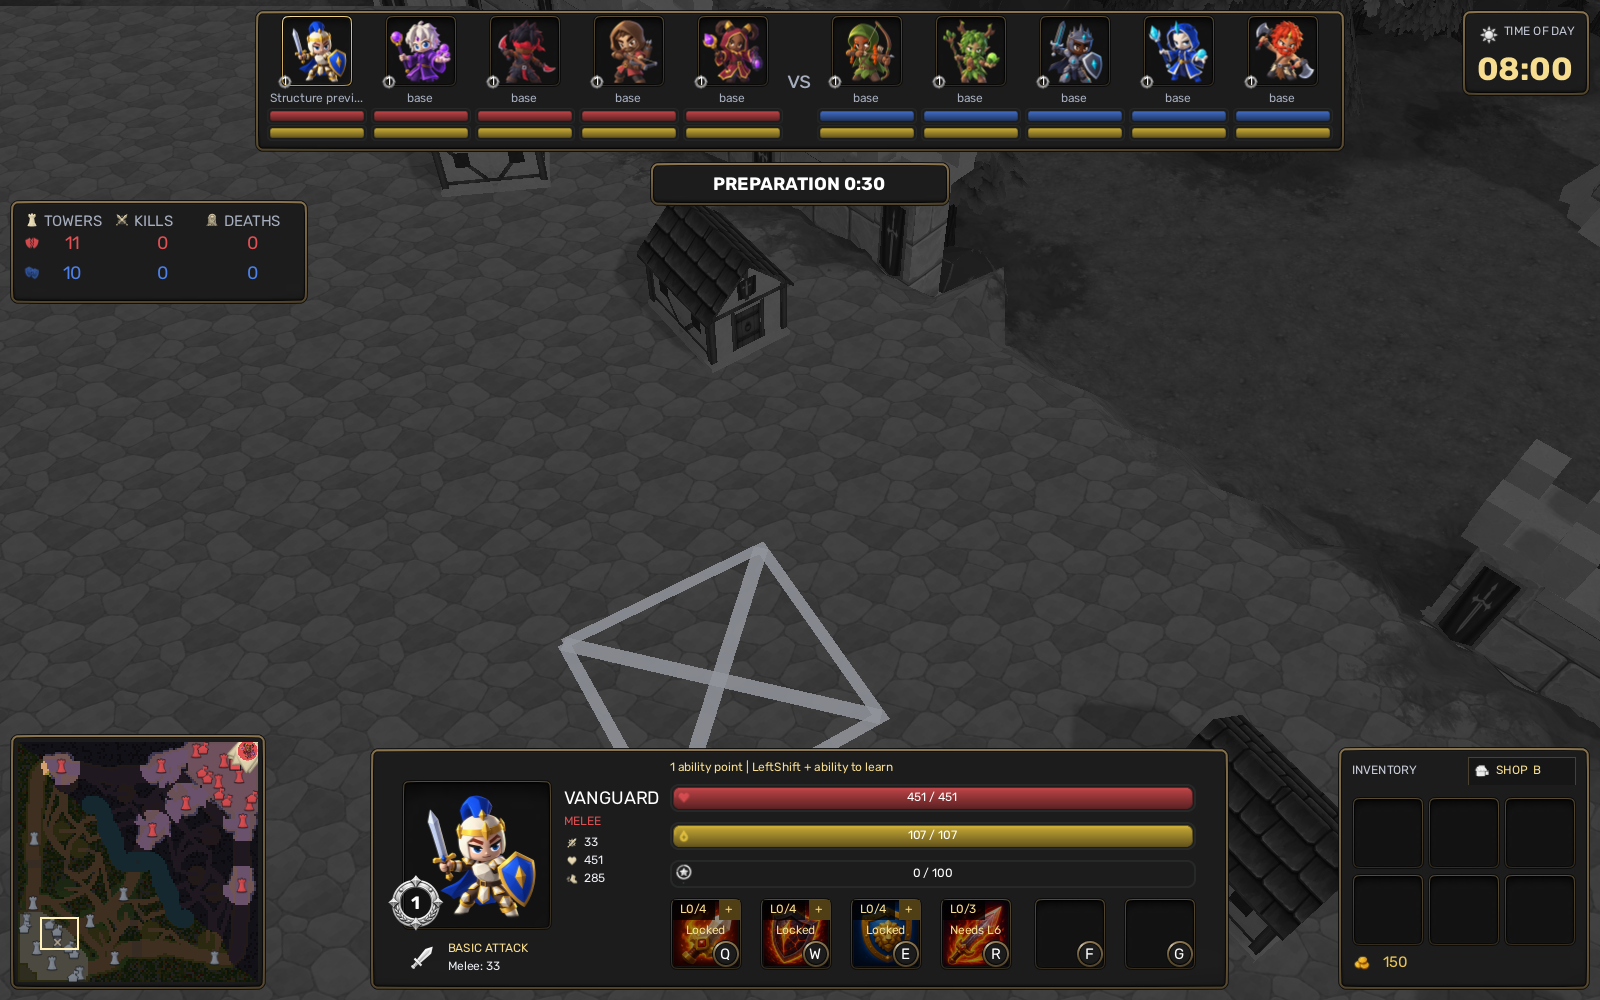 Structure previ...
base
base
base
base
VS
base
base
base
base
base
TIME OF DAY
08:00
PREPARATION 0:30
TOWERS KILLS DEATHS
11 0 0
10 0 0
1 ability point | LeftShift + ability to learn
VANGUARD
MELEE
33
451
285
451 / 451
107 / 107
0 / 100
1
BASIC ATTACK
Melee: 33
L0/4 +
Locked
Q
L0/4 +
Locked
W
L0/4 +
Locked
E
L0/3
Needs L6
R
F
G
INVENTORY
SHOP B
150